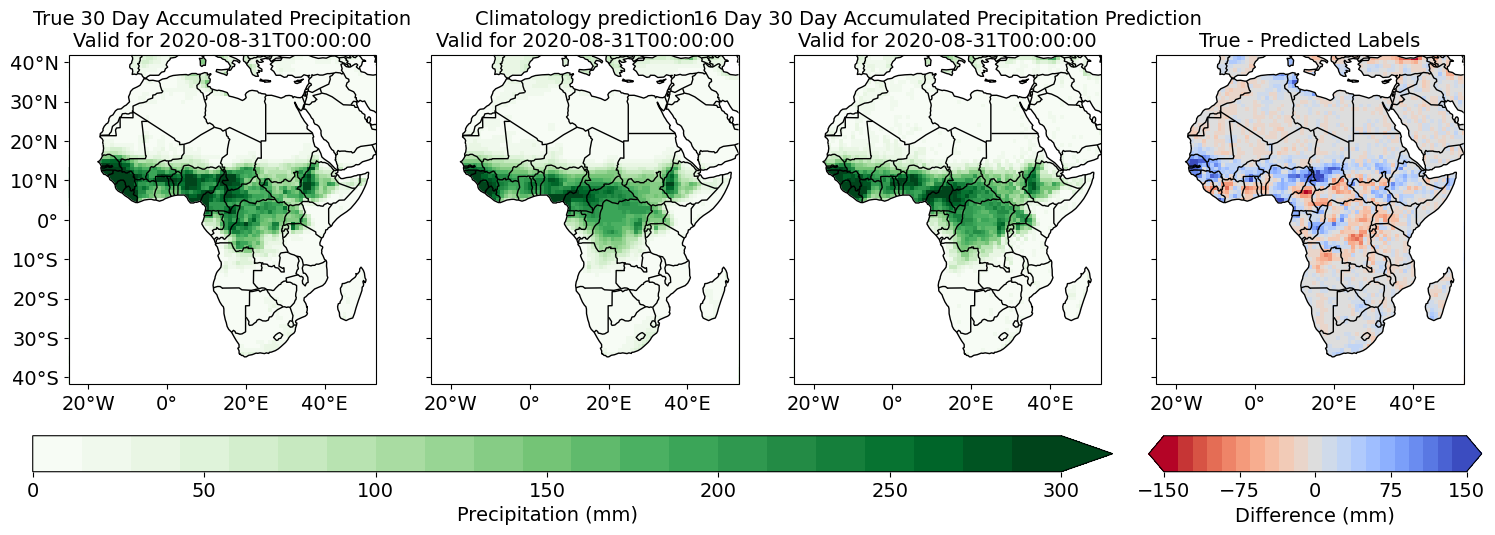 True 30 Day Accumulated Precipitation
Valid for 2020-08-31T00:00:00
Climatology prediction
Valid for 2020-08-31T00:00:00
16 Day 30 Day Accumulated Precipitation Prediction
Valid for 2020-08-31T00:00:00
True - Predicted Labels
40°N
30°N
20°N
10°N
0°
10°S
20°S
30°S
40°S
20°W 0° 20°E 40°E
20°W 0° 20°E 40°E
20°W 0° 20°E 40°E
20°W 0° 20°E 40°E
0 50 100 150 200 250 300
Precipitation (mm)
−150 −75 0 75 150
Difference (mm)